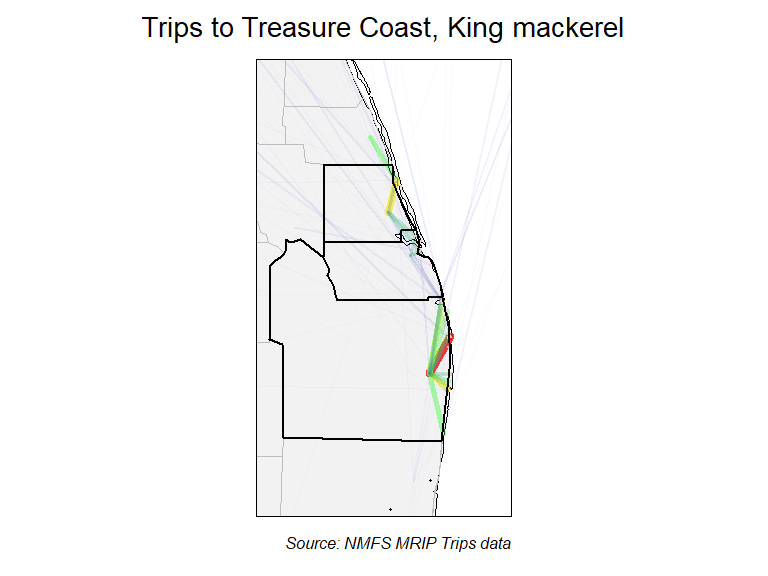 Trips to Treasure Coast, King mackerel
Source: NMFS MRIP Trips data